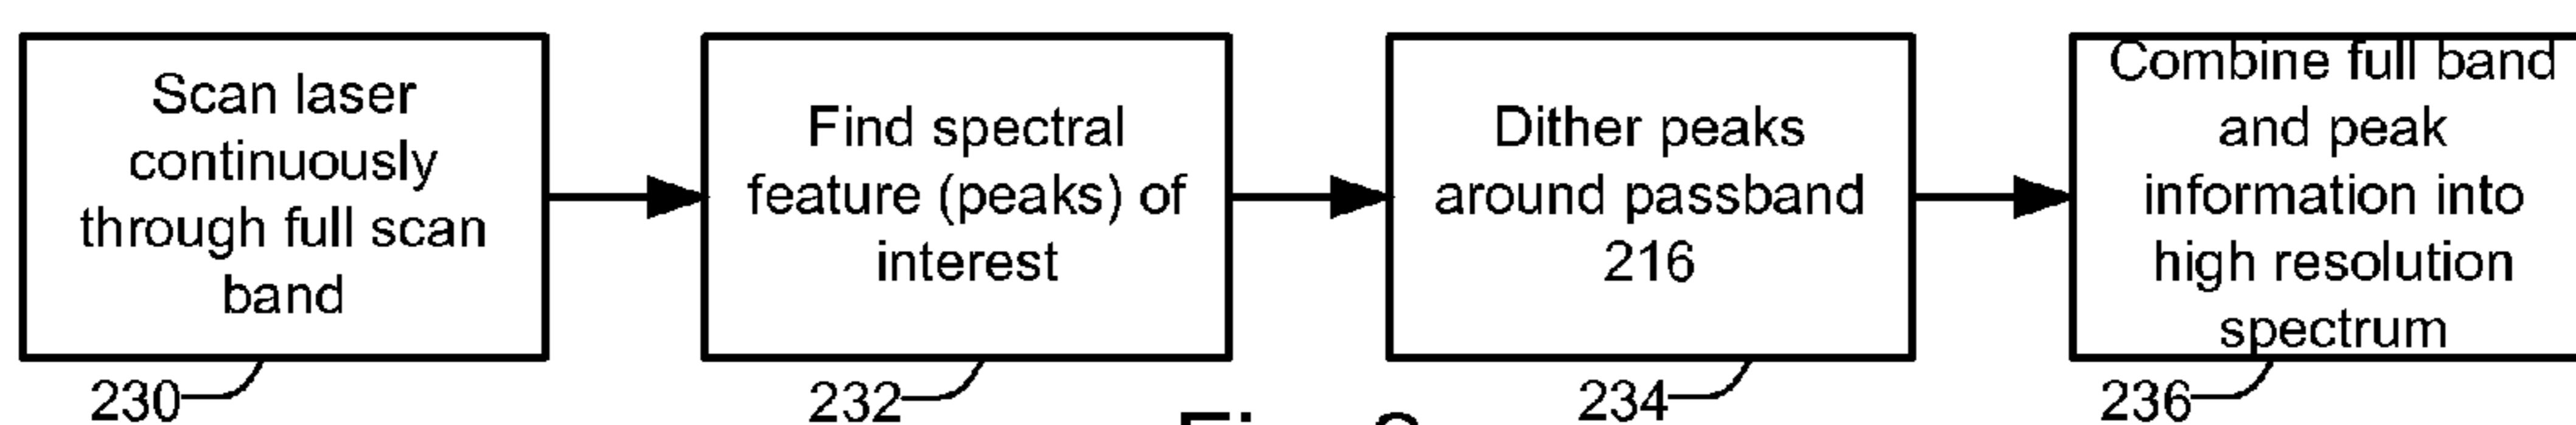 Scan laser
continuously
through full scan
band
230
Find spectral
feature (peaks) of
interest
232
Dither peaks
around passband
216
234
Combine full band
and peak
information into
high resolution
spectrum
236